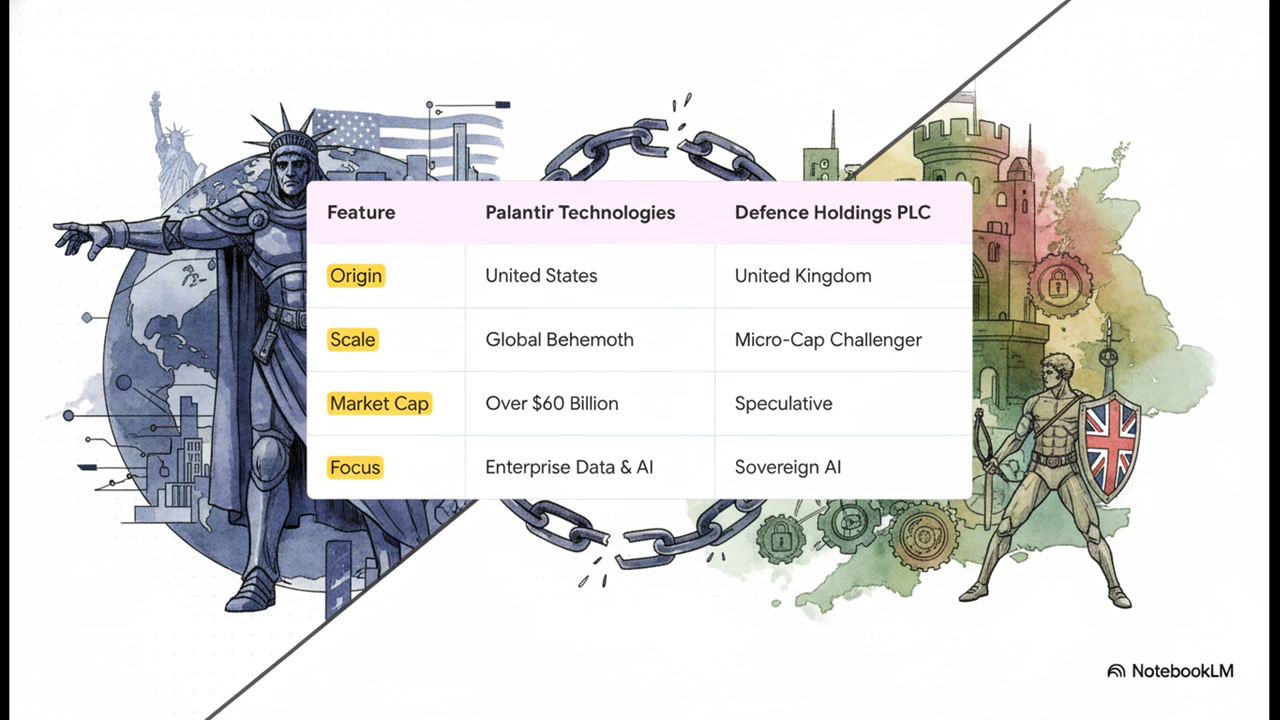 Feature Palantir Technologies Defence Holdings PLC
Origin United States United Kingdom
Scale Global Behemoth Micro-Cap Challenger
Market Cap Over $60 Billion Speculative
Focus Enterprise Data & AI Sovereign AI
NotebookLM